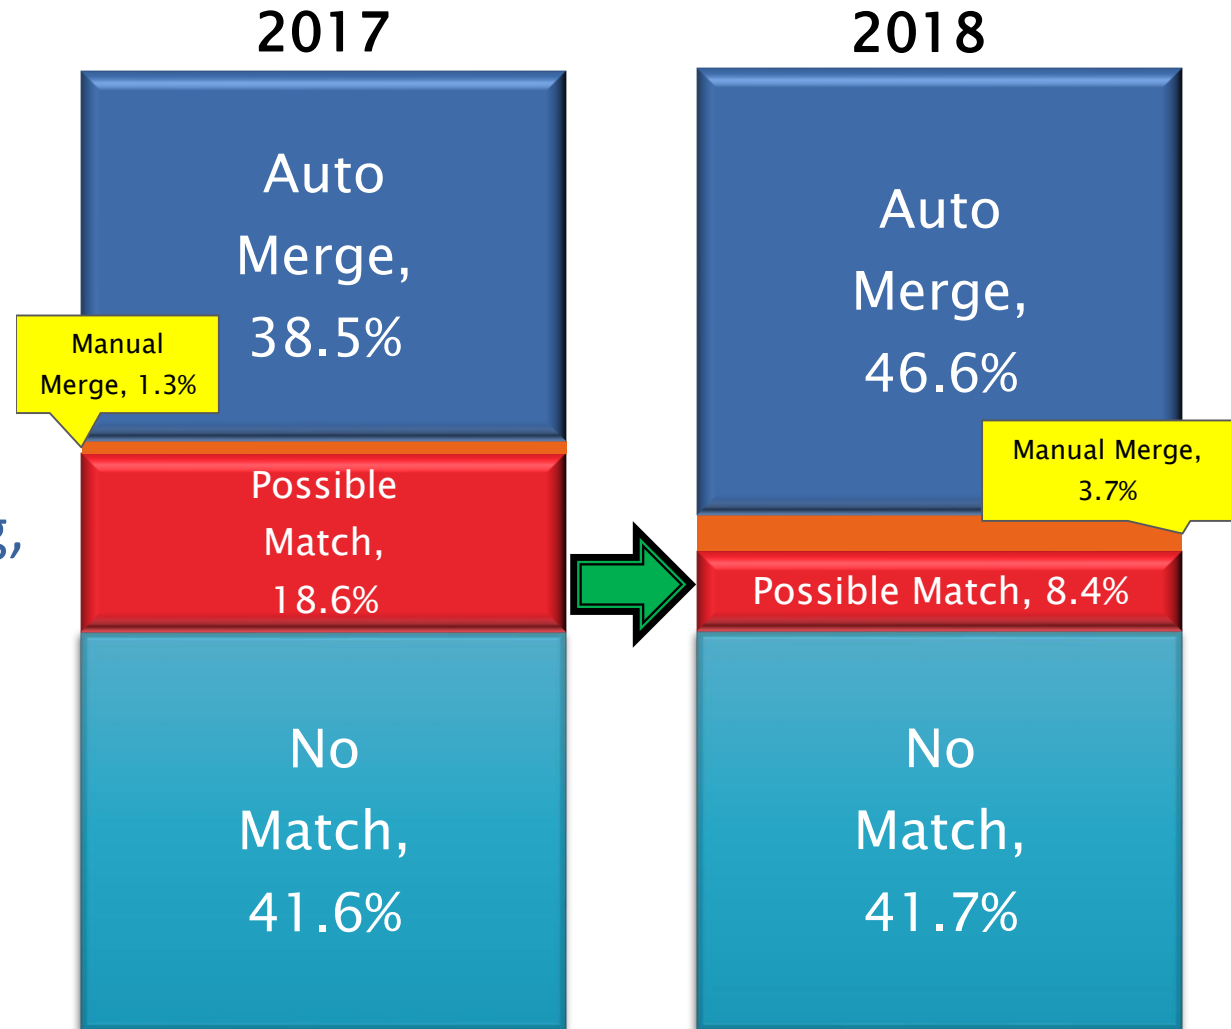 2017
Auto
Merge,
38.5%
Manual
Merge, 1.3%
Possible
Match,
18.6%
No
Match,
41.6%
g,
2018
Auto
Merge,
46.6%
Manual Merge,
3.7%
Possible Match, 8.4%
No
Match,
41.7%